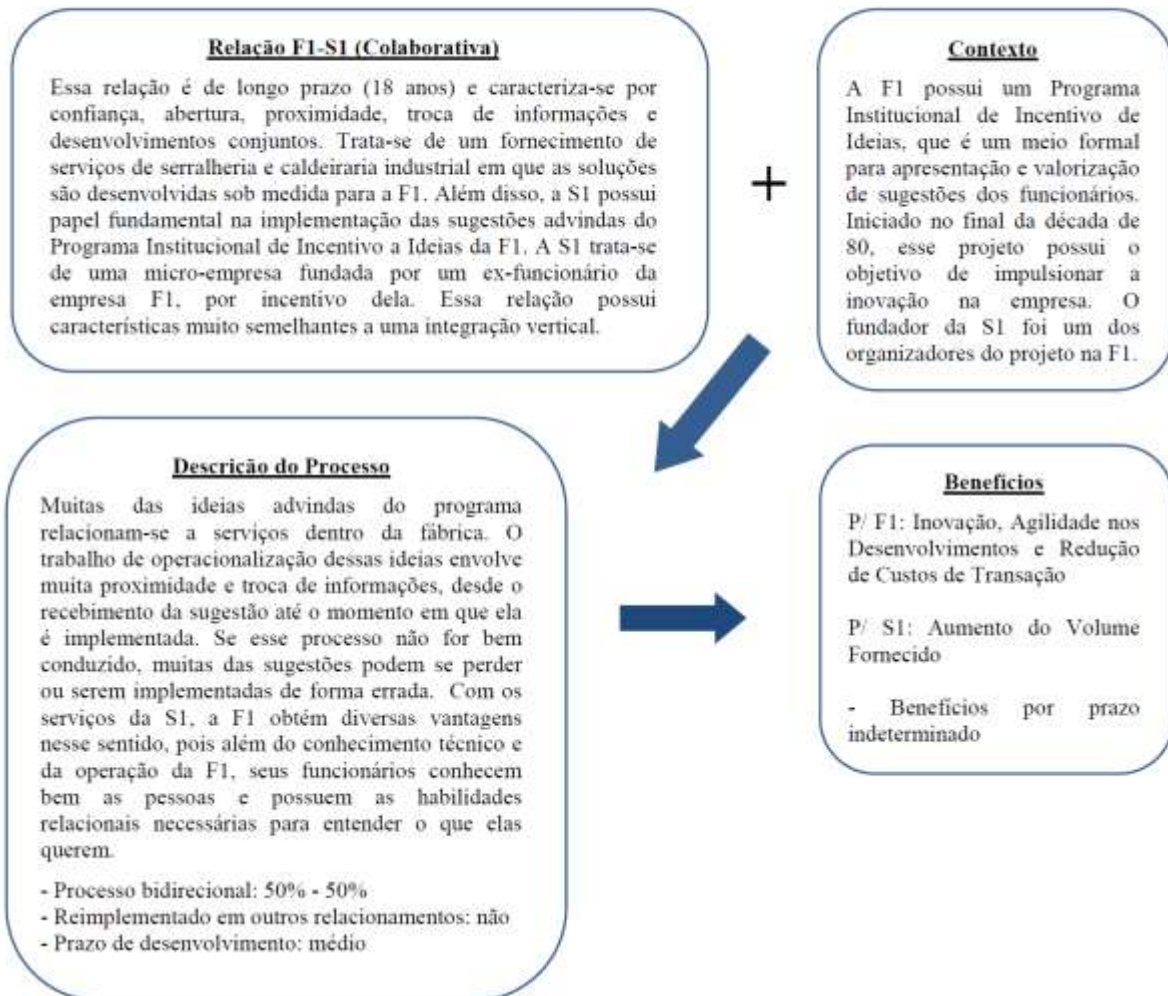 Relação F1-S1 (Colaborativa)
Essa relação é de longo prazo (18 anos) e caracteriza-se por
confiança, abertura, proximidade, troca de informações e
desenvolvimentos conjuntos. Trata-se de um fornecimento de
serviços de serralheria e caldeiraria industrial em que as soluções
são desenvolvidas sob medida para a F1. Além disso, a S1 possui
papel fundamental na implementação das sugestões advindas do
Programa Institucional de Incentivo a Ideias da F1. A S1 trata-se
de uma micro-empresa fundada por um ex-funcionário da
empresa F1, por incentivo dela. Essa relação possui
características muito semelhantes a uma integração vertical.
+
Contexto
A F1 possui um Programa
Institucional de Incentivo de
Ideias, que é um meio formal
para apresentação e valorização
de sugestões dos funcionários.
Iniciado no final da década de
80, esse projeto possui o
objetivo de impulsionar a
inovação na empresa. O
fundador da S1 foi um dos
organizadores do projeto na F1.
Descrição do Processo
Muitas das ideias advindas do programa
relacionam-se a serviços dentro da fábrica. O
trabalho de operacionalização dessas ideias envolve
muita proximidade e troca de informações, desde o
recebimento da sugestão até o momento em que ela
é implementada. Se esse processo não for bem
conduzido, muitas das sugestões podem se perder
ou serem implementadas de forma errada. Com os
serviços da S1, a F1 obtém diversas vantagens
nesse sentido, pois além do conhecimento técnico e
da operação da F1, seus funcionários conhecem
bem as pessoas e possuem as habilidades
relacionais necessárias para entender o que elas
querem.
- Processo bidirecional: 50% - 50%
- Reimplementado em outros relacionamentos: não
- Prazo de desenvolvimento: médio
Benefícios
P/ F1: Inovação, Agilidade nos
Desenvolvimentos e Redução
de Custos de Transação
P/ S1: Aumento do Volume
Fornecido
- Benefícios por prazo
indeterminado